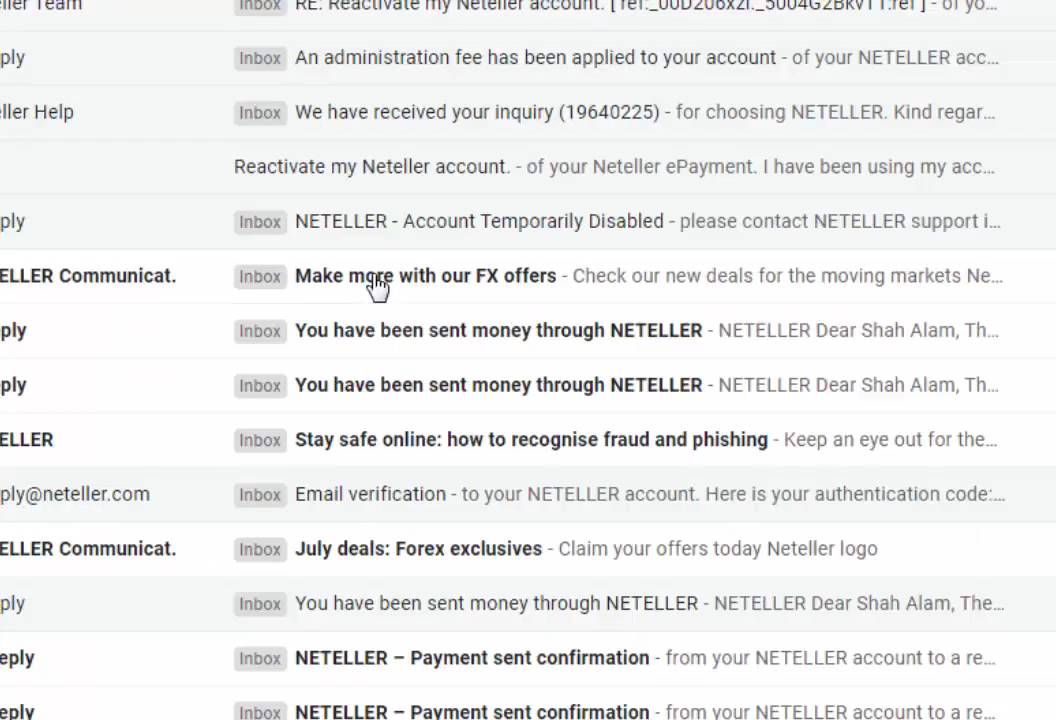 eller Team Inbox RE: Reactivate my Neteller account. [ ref:_00D206xzI._5004G2BkVT1:ref ] - of yo...
ply Inbox An administration fee has been applied to your account - of your NETELLER acc...
eller Help Inbox We have received your inquiry (19640225) - for choosing NETELLER. Kind regar...
Reactivate my Neteller account. - of your Neteller ePayment. I have been using my acc...
ply Inbox NETELLER - Account Temporarily Disabled - please contact NETELLER support i...
ELLER Communicat. Inbox Make more with our FX offers - Check our new deals for the moving markets Ne...
ply Inbox You have been sent money through NETELLER - NETELLER Dear Shah Alam, Th...
ply Inbox You have been sent money through NETELLER - NETELLER Dear Shah Alam, Th...
ELLER Inbox Stay safe online: how to recognise fraud and phishing - Keep an eye out for the...
ply@neteller.com Inbox Email verification - to your NETELLER account. Here is your authentication code:...
ELLER Communicat. Inbox July deals: Forex exclusives - Claim your offers today Neteller logo
ply Inbox You have been sent money through NETELLER - NETELLER Dear Shah Alam, The...
eply Inbox NETELLER – Payment sent confirmation - from your NETELLER account to a re...
eply Inbox NETELLER – Payment sent confirmation - from your NETELLER account to a re...